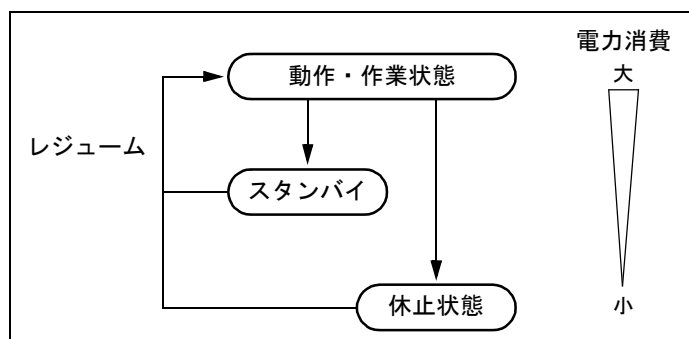 電力消費
動作・作業状態
大
レジューム
スタンバイ
休止状態
小